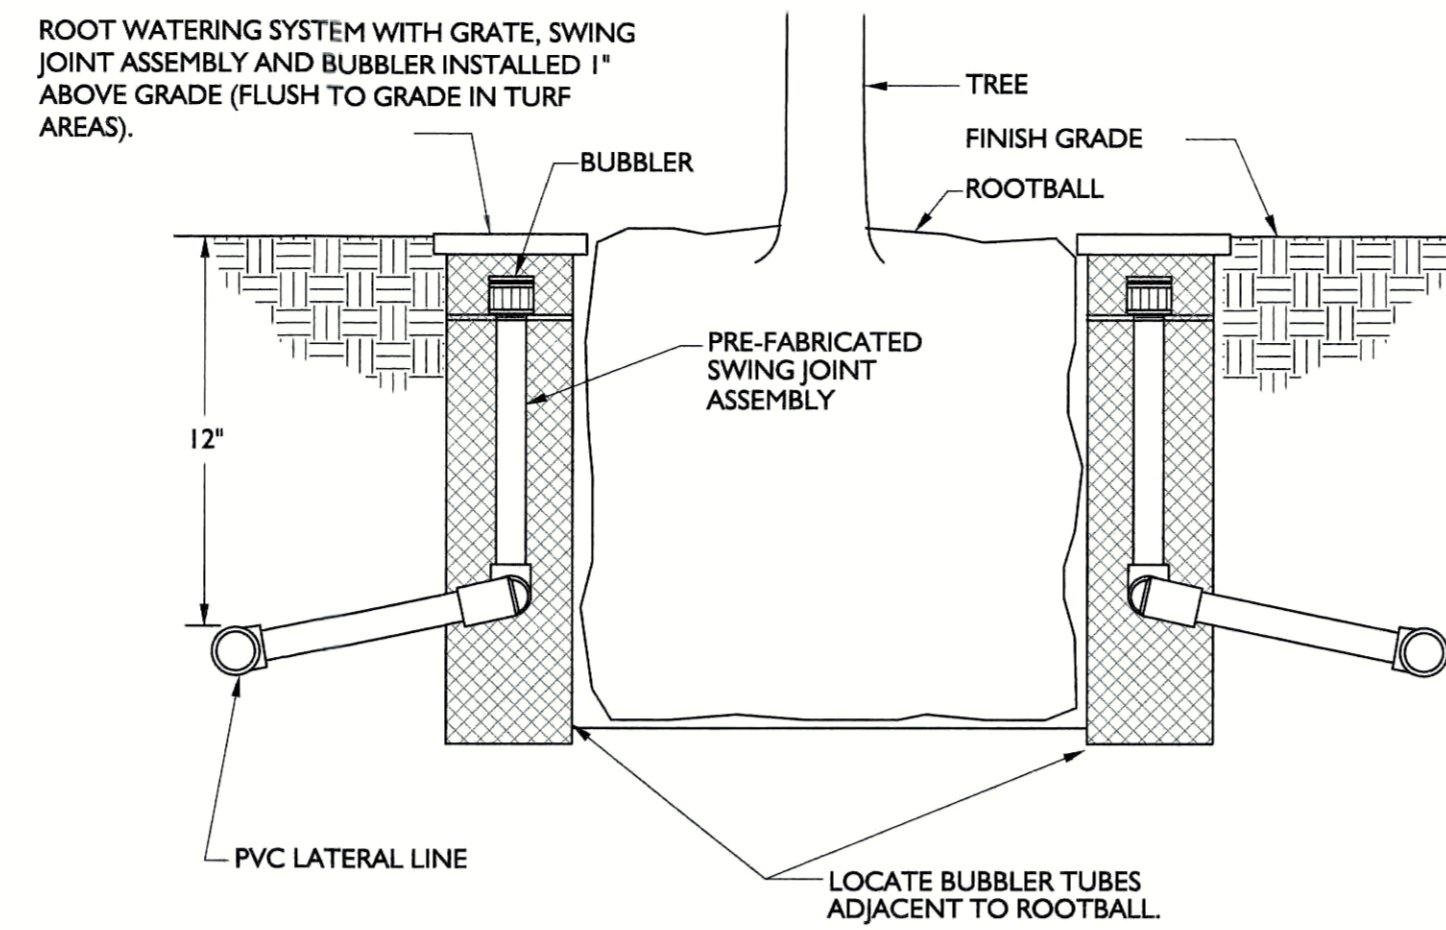 ROOT WATERING SYSTEM WITH GRATE, SWING
JOINT ASSEMBLY AND BUBBLER INSTALLED 1"
ABOVE GRADE (FLUSH TO GRADE IN TURF
AREAS).
BUBBLER
TREE
FINISH GRADE
ROOTBALL
PRE-FABRICATED
SWING JOINT
ASSEMBLY
12"
PVC LATERAL LINE
LOCATE BUBBLER TUBES
ADJACENT TO ROOTBALL.